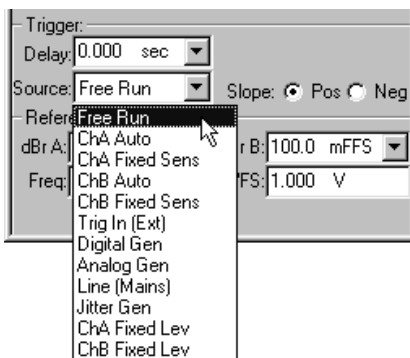 Trigger:
Delay: 0.000 sec
Source: Free Run Slope: Pos Neg
Free Run
ChA Auto
ChA Fixed Sens
ChB Auto
ChB Fixed Sens
Trig In (Ext)
Digital Gen
Analog Gen
Line (Mains)
Jitter Gen
ChA Fixed Lev
ChB Fixed Lev
Refer
dBr A: r B: 100.0 mFFS
Freq: 'FS: 1.000 V